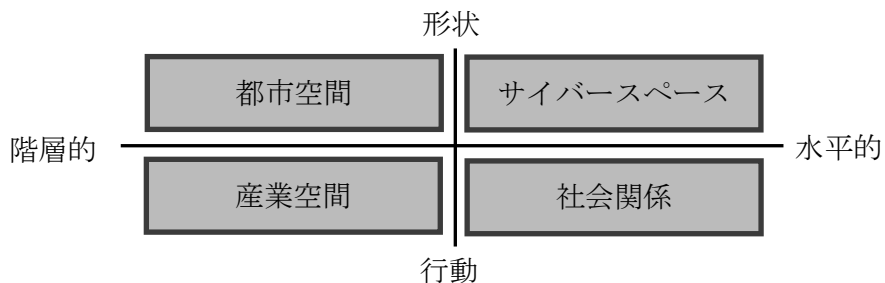 形状
都市空間
サイバースペース
階層的
水平的
産業空間
社会関係
行動